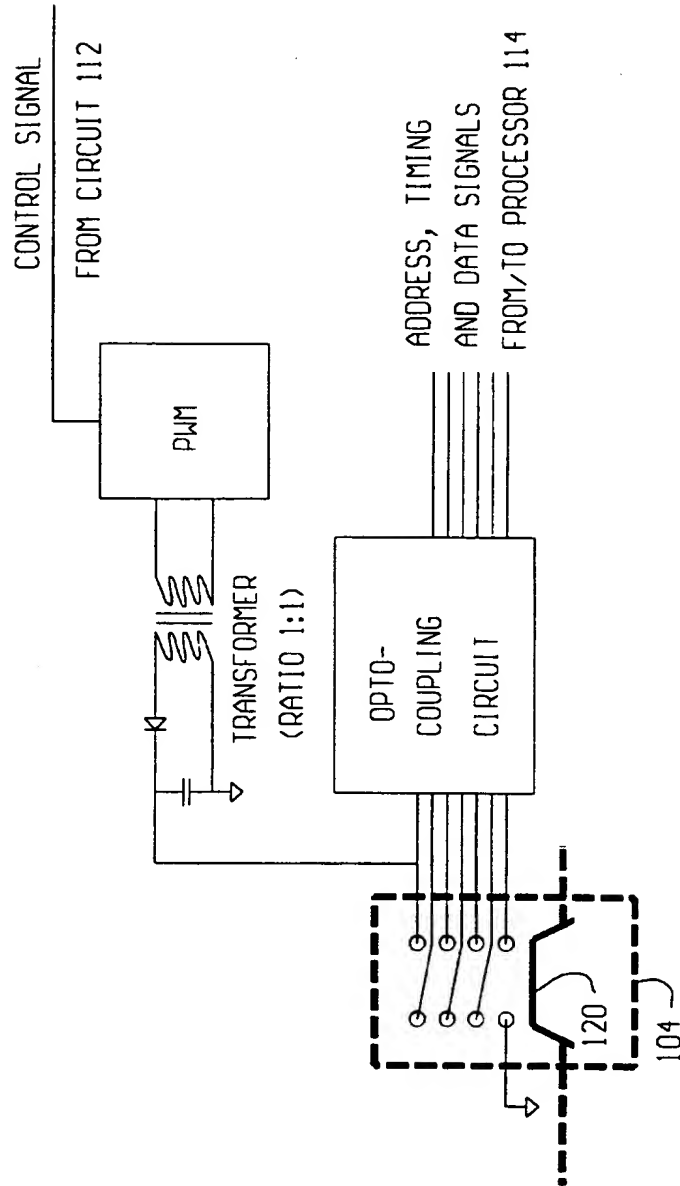 CONTROL SIGNAL
FROM CIRCUIT 112
PWM
TRANSFORMER
(RATIO 1:1)
OPTO-
COUPLING
CIRCUIT
ADDRESS, TIMING
AND DATA SIGNALS
FROM/TO PROCESSOR 114
120
104